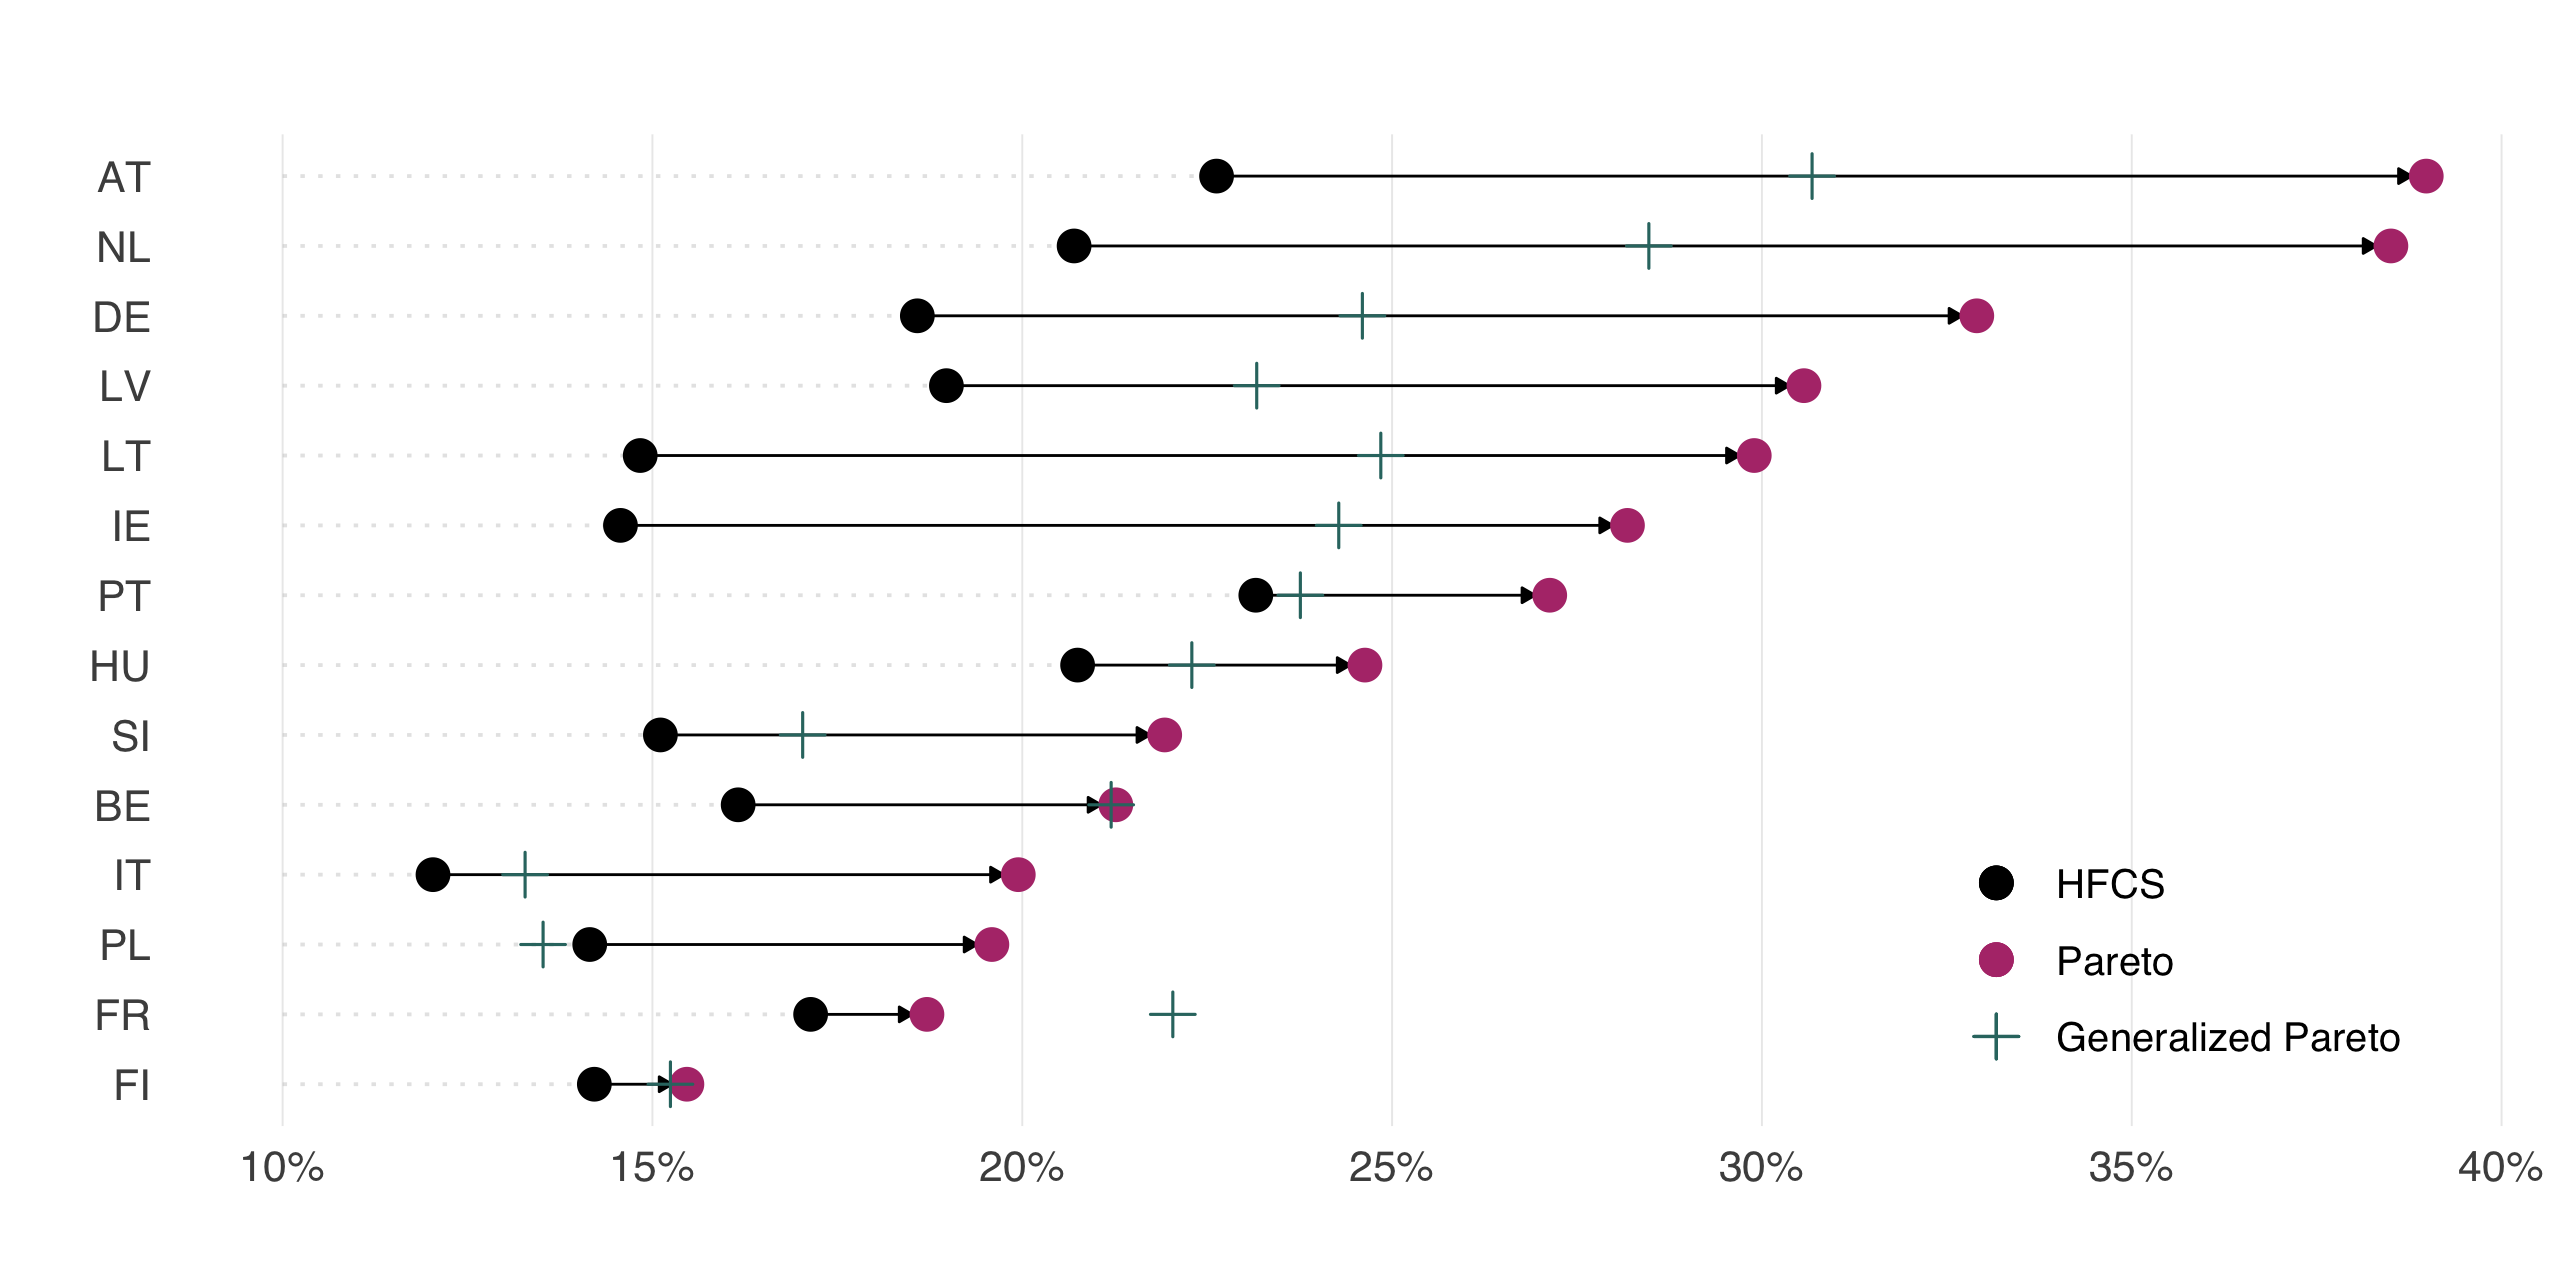 AT
NL
DE
LV
LT
IE
PT
HU
SI
BE
IT
PL
FR
FI
HFCS
Pareto
Generalized Pareto
10% 15% 20% 25% 30% 35% 40%